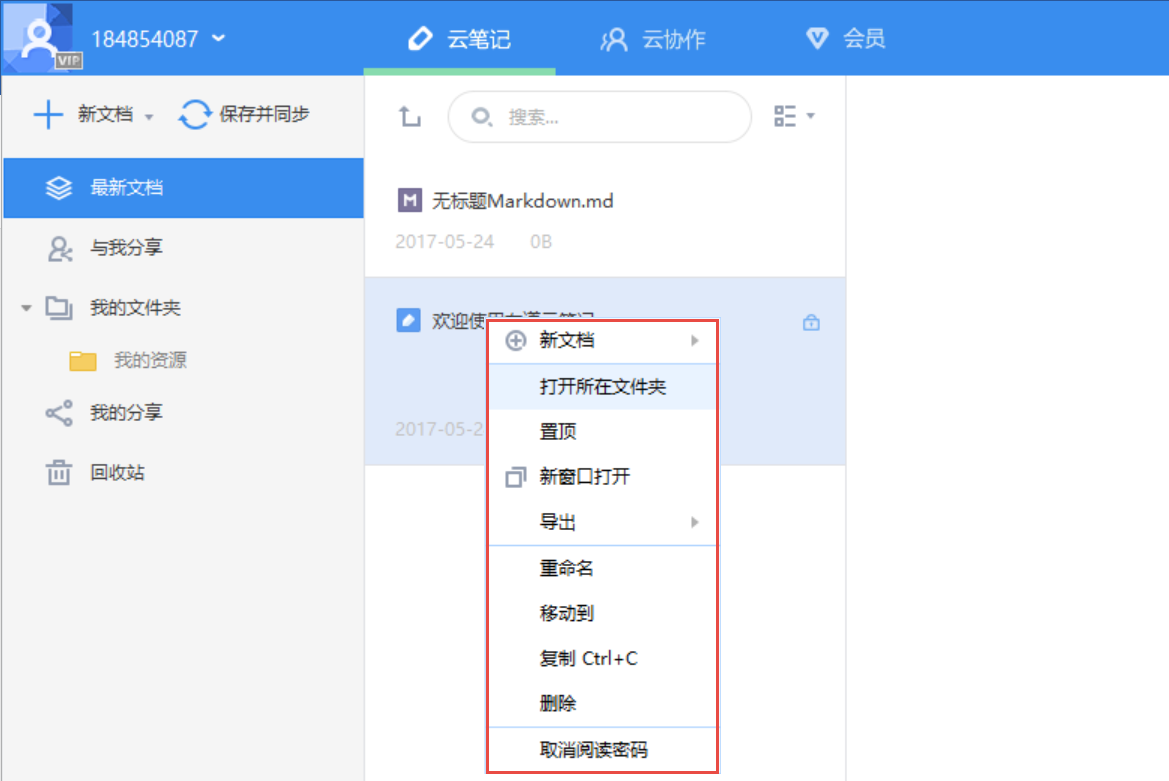 184854087
VIP
云笔记
云协作
会员
新文档
保存并同步
最新文档
与我分享
我的文件夹
我的资源
我的分享
回收站
搜索...
无标题Markdown.md
2017-05-24 0B
欢迎使用有道云笔记
2017-05-2
新文档
打开所在文件夹
置顶
新窗口打开
导出
重命名
移动到
复制 Ctrl+C
删除
取消阅读密码